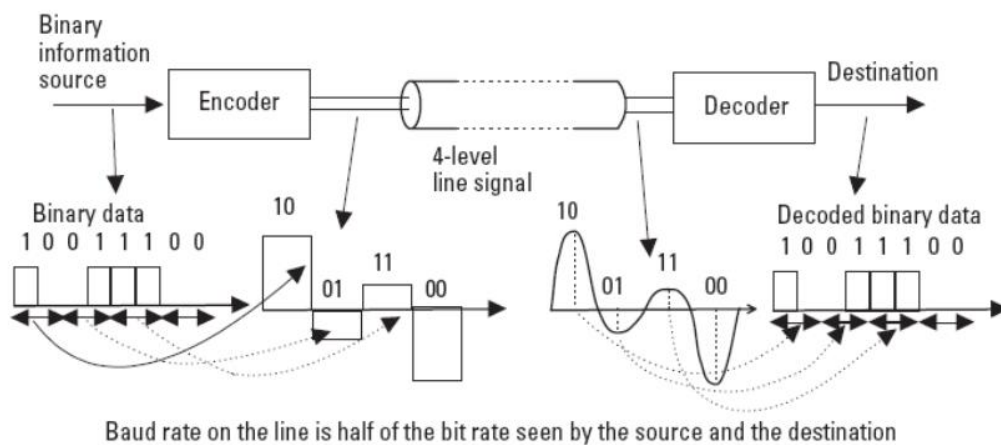 Binary
information
source
Encoder
Decoder
Destination
4-level
line signal
Binary data
1 0 0 1 1 1 0 0
10
01
11
00
10
01
11
00
Decoded binary data
1 0 0 1 1 1 0 0
Baud rate on the line is half of the bit rate seen by the source and the destination